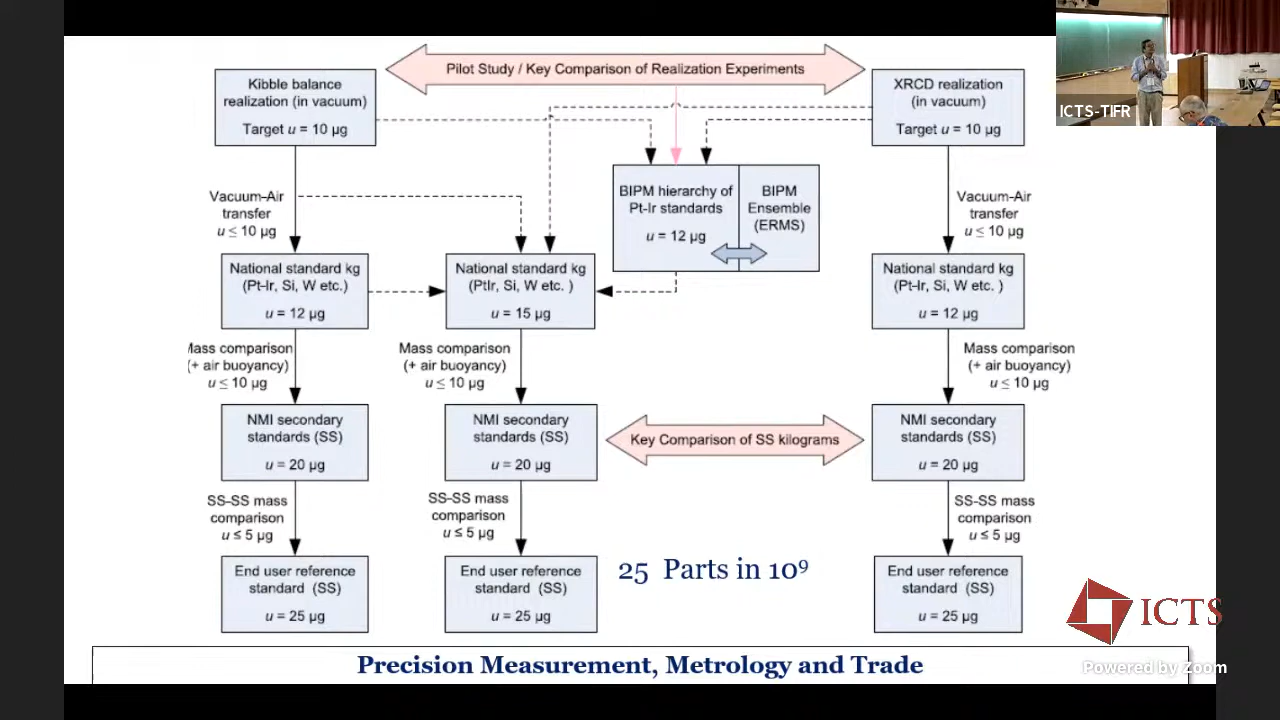 Pilot Study / Key Comparison of Realization Experiments
Kibble balance
realization (in vacuum)
Target u = 10 µg
XRCD realization
(in vacuum)
Target u = 10 µg
ICTS-TIFR
Vacuum-Air
transfer
u ≤ 10 µg
BIPM hierarchy of
Pt-Ir standards
u = 12 µg
BIPM
Ensemble
(ERMS)
Vacuum-Air
transfer
u ≤ 10 µg
National standard kg
(Pt-Ir, Si, W etc.)
u = 12 µg
National standard kg
(PtIr, Si, W etc. )
u = 15 µg
National standard kg
(Pt-Ir, Si, W etc. )
u = 12 µg
Mass comparison
(+ air buoyancy)
u ≤ 10 µg
Mass comparison
(+ air buoyancy)
u ≤ 10 µg
Mass comparison
(+ air buoyancy)
u ≤ 10 µg
NMI secondary
standards (SS)
u = 20 µg
NMI secondary
standards (SS)
u = 20 µg
Key Comparison of SS kilograms
NMI secondary
standards (SS)
u = 20 µg
SS-SS mass
comparison
u ≤ 5 µg
SS-SS mass
comparison
u ≤ 5 µg
SS-SS mass
comparison
u ≤ 5 µg
End user reference
standard (SS)
u = 25 µg
End user reference
standard (SS)
u = 25 µg
25 Parts in 10⁹
End user reference
standard (SS)
u = 25 µg
ICTS
Precision Measurement, Metrology and Trade
Powered by Zoom